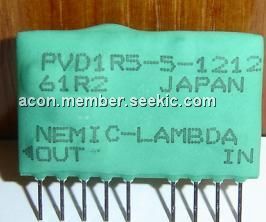 PVD1R5-5-1212
61R2 JAPAN
acon.member.seekic.com
NEMIC-LAMBDA
◄OUT IN